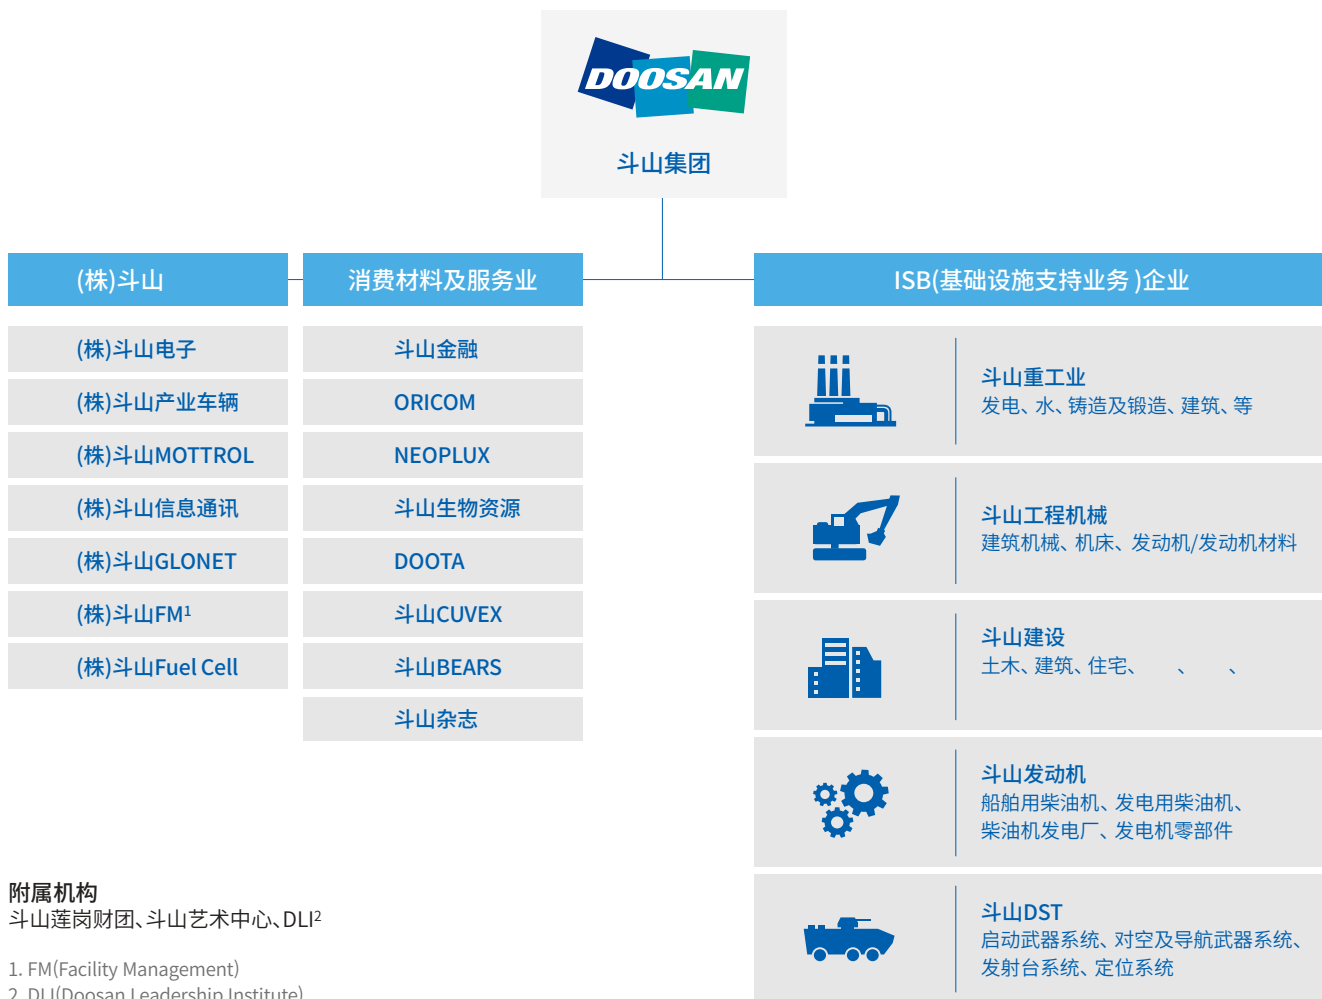 DOOSAN
斗山集团
(株)斗山
(株)斗山电子
(株)斗山产业车辆
(株)斗山MOTTROL
(株)斗山信息通讯
(株)斗山GLONET
(株)斗山FM1
(株)斗山Fuel Cell
消费材料及服务业
斗山金融
ORICOM
NEOPLUX
斗山生物资源
DOOTA
斗山CUVEX
斗山BEARS
斗山杂志
ISB(基础设施支持业务)企业
斗山重工业
发电、水、铸造及锻造、建筑、等
斗山工程机械
建筑机械、机床、发动机/发动机材料
斗山建设
土木、建筑、住宅、 、 、
斗山发动机
船舶用柴油机、发电用柴油机、
柴油机发电厂、发电机零部件
斗山DST
启动武器系统、对空及导航武器系统、
发射台系统、定位系统
附属机构
斗山莲岗财团、斗山艺术中心、DLI2
1. FM(Facility Management)
2. DLI(Doosan Leadership Institute)